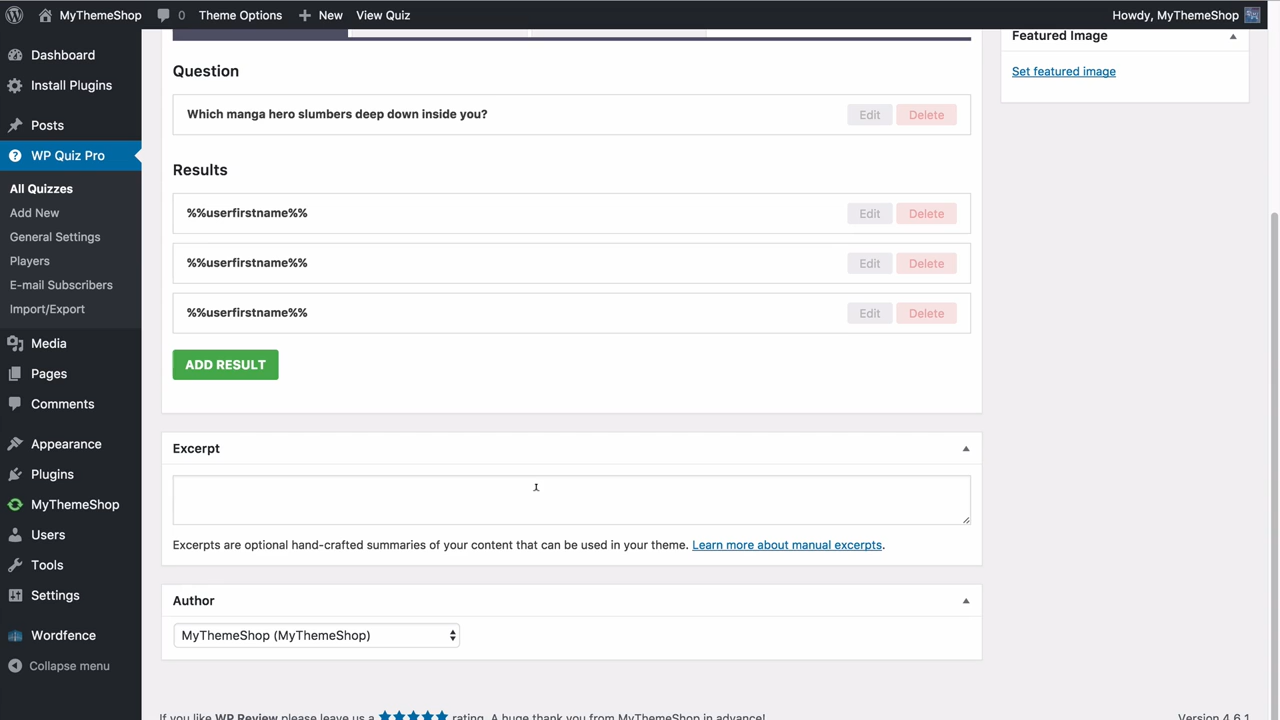 MyThemeShop 0 Theme Options New View Quiz Howdy, MyThemeShop
Dashboard
Install Plugins
Posts
WP Quiz Pro
All Quizzes
Add New
General Settings
Players
E-mail Subscribers
Import/Export
Media
Pages
Comments
Appearance
Plugins
MyThemeShop
Users
Tools
Settings
Wordfence
Collapse menu
Question
Which manga hero slumbers deep down inside you? Edit Delete
Results
%%userfirstname%% Edit Delete
%%userfirstname%% Edit Delete
%%userfirstname%% Edit Delete
ADD RESULT
Excerpt
Excerpts are optional hand-crafted summaries of your content that can be used in your theme. Learn more about manual excerpts.
Author
MyThemeShop (MyThemeShop)
If you like WP Review please leave us a rating. A huge thank you from MyThemeShop in advance!
Version 4.6.1
Featured Image
Set featured image